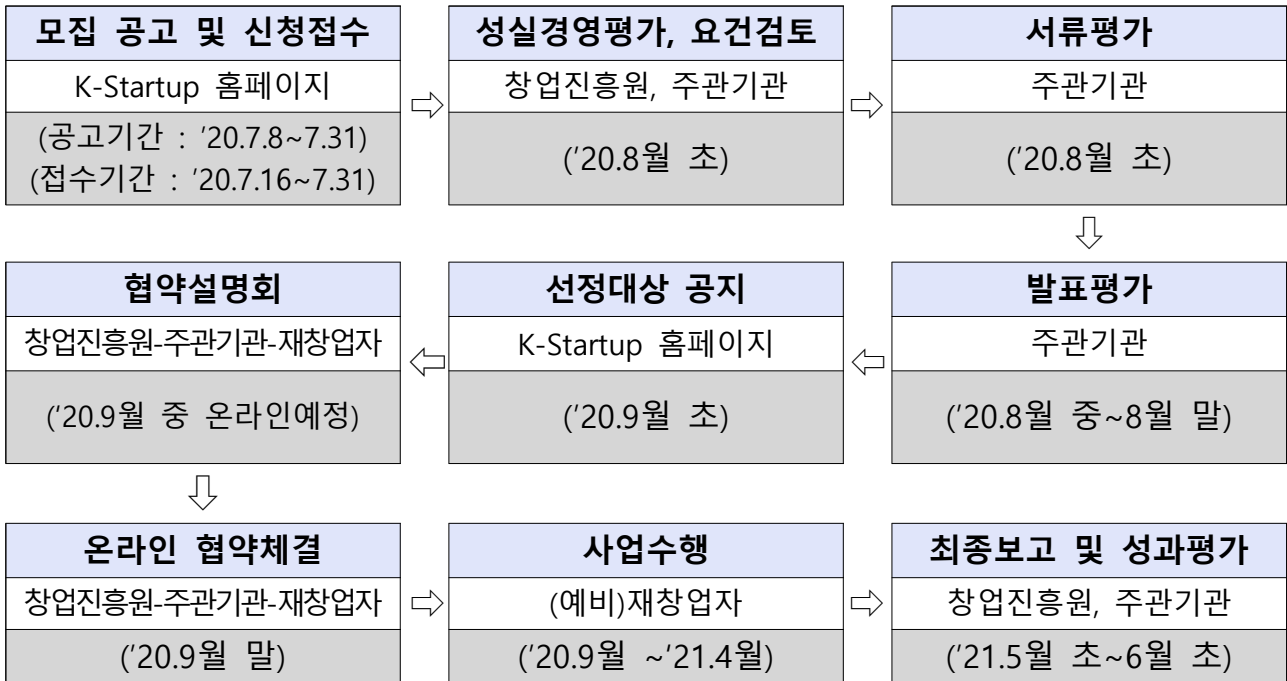 모집 공고 및 신청접수
K-Startup 홈페이지
(공고기간 : '20.7.8~7.31)
(접수기간 : '20.7.16~7.31)
성실경영평가, 요건검토
창업진흥원, 주관기관
('20.8월 초)
서류평가
주관기관
('20.8월 초)
발표평가
주관기관
('20.8월 중~8월 말)
선정대상 공지
K-Startup 홈페이지
('20.9월 초)
협약설명회
창업진흥원-주관기관-재창업자
('20.9월 중 온라인예정)
온라인 협약체결
창업진흥원-주관기관-재창업자
('20.9월 말)
사업수행
(예비)재창업자
('20.9월 ~'21.4월)
최종보고 및 성과평가
창업진흥원, 주관기관
('21.5월 초~6월 초)